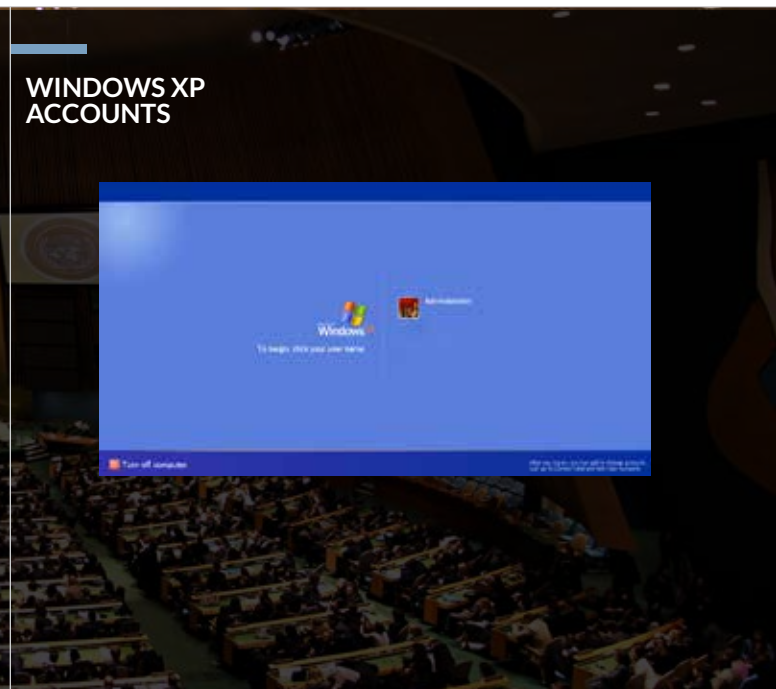 WINDOWS XP
ACCOUNTS
Windows
To begin, click your user name
Administrator
Turn off computer